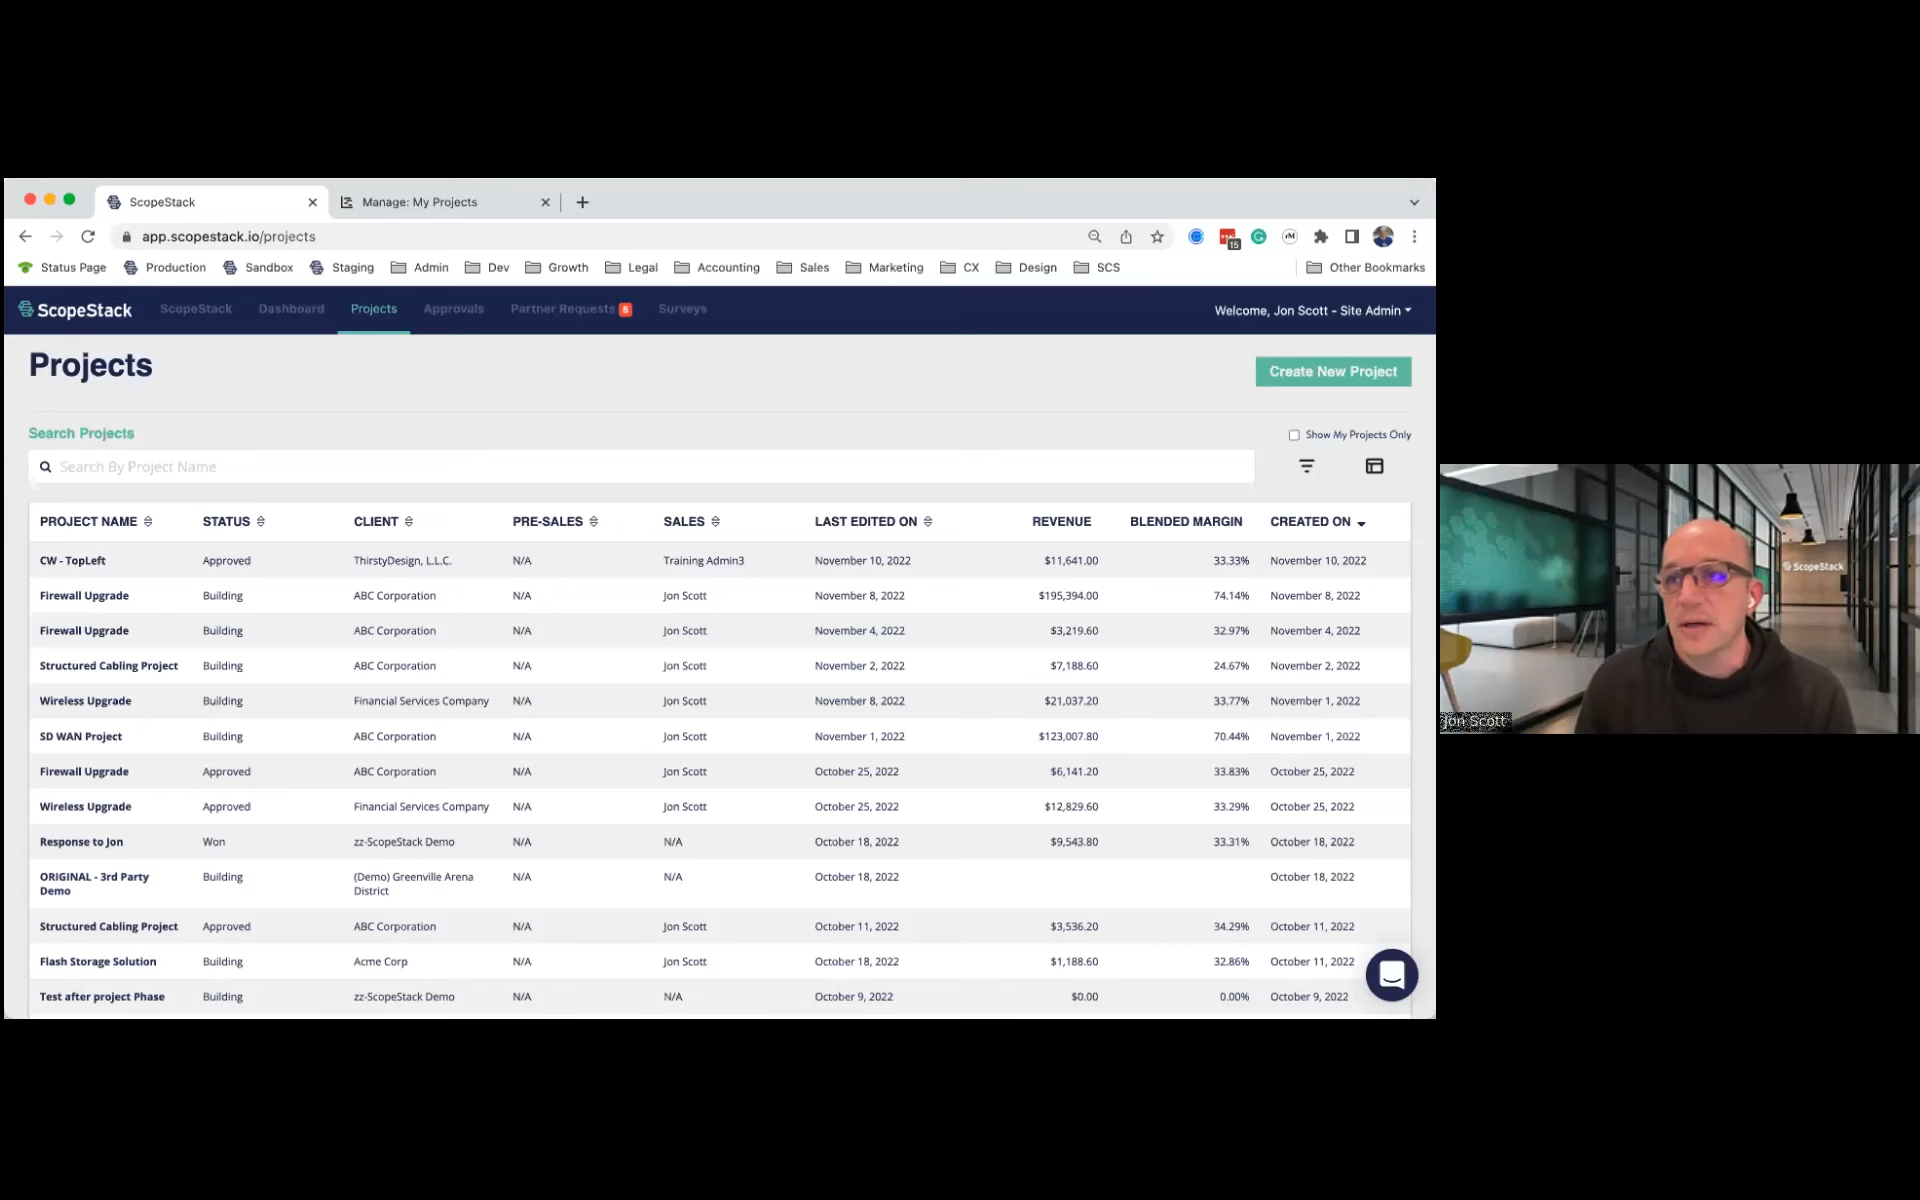 ScopeStack
Manage: My Projects
app.scopestack.io/projects
15
Status Page Production Sandbox Staging Admin Dev Growth Legal Accounting Sales Marketing CX Design SCS Other Bookmarks
ScopeStack ScopeStack Dashboard Projects Approvals Partner Requests 5 Surveys Welcome, Jon Scott - Site Admin
Projects
Create New Project
Search Projects
Show My Projects Only
Search By Project Name
PROJECT NAME STATUS CLIENT PRE-SALES SALES LAST EDITED ON REVENUE BLENDED MARGIN CREATED ON
CW - TopLeft Approved ThirstyDesign, L.L.C. N/A Training Admin3 November 10, 2022 $11,641.00 33.33% November 10, 2022
Firewall Upgrade Building ABC Corporation N/A Jon Scott November 8, 2022 $195,394.00 74.14% November 8, 2022
Firewall Upgrade Building ABC Corporation N/A Jon Scott November 4, 2022 $3,219.60 32.97% November 4, 2022
Structured Cabling Project Building ABC Corporation N/A Jon Scott November 2, 2022 $7,188.60 24.67% November 2, 2022
Wireless Upgrade Building Financial Services Company N/A Jon Scott November 8, 2022 $21,037.20 33.77% November 1, 2022
SD WAN Project Building ABC Corporation N/A Jon Scott November 1, 2022 $123,007.80 70.44% November 1, 2022
Firewall Upgrade Approved ABC Corporation N/A Jon Scott October 25, 2022 $6,141.20 33.83% October 25, 2022
Wireless Upgrade Approved Financial Services Company N/A Jon Scott October 25, 2022 $12,829.60 33.29% October 25, 2022
Response to Jon Won zz-ScopeStack Demo N/A N/A October 18, 2022 $9,543.80 33.31% October 18, 2022
ORIGINAL - 3rd Party Building (Demo) Greenville Arena N/A N/A October 18, 2022 October 18, 2022
Demo District
Structured Cabling Project Approved ABC Corporation N/A Jon Scott October 11, 2022 $3,536.20 34.29% October 11, 2022
Flash Storage Solution Building Acme Corp N/A Jon Scott October 18, 2022 $1,188.60 32.86% October 11, 2022
Test after project Phase Building zz-ScopeStack Demo N/A N/A October 9, 2022 $0.00 0.00% October 9, 2022
ScopeStack
Jon Scott